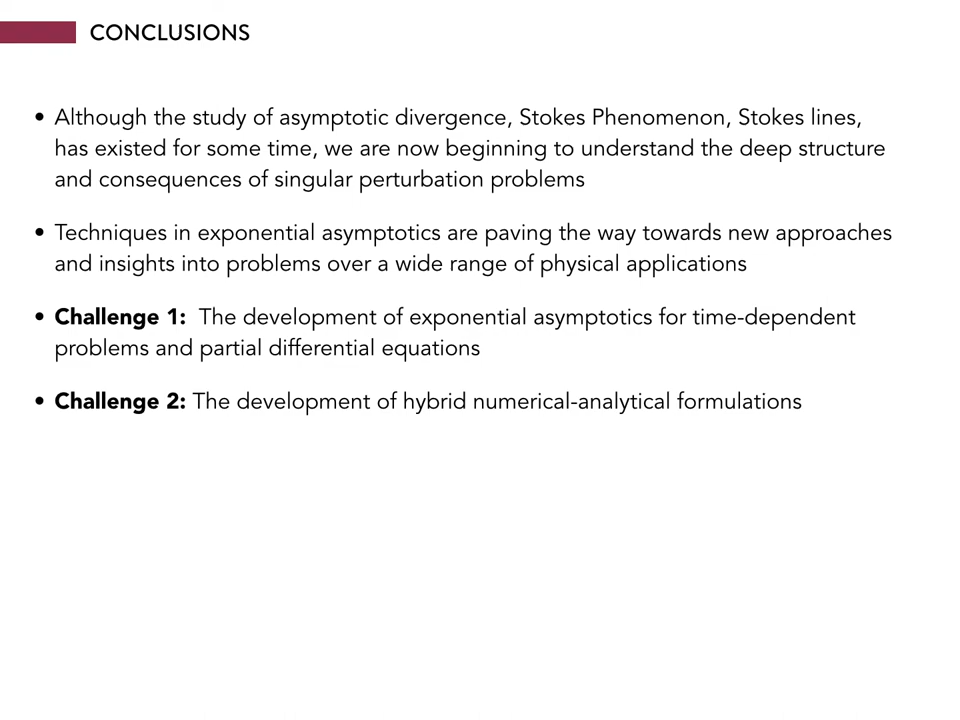 CONCLUSIONS
• Although the study of asymptotic divergence, Stokes Phenomenon, Stokes lines,
has existed for some time, we are now beginning to understand the deep structure
and consequences of singular perturbation problems
• Techniques in exponential asymptotics are paving the way towards new approaches
and insights into problems over a wide range of physical applications
• Challenge 1:  The development of exponential asymptotics for time-dependent
problems and partial differential equations
• Challenge 2: The development of hybrid numerical-analytical formulations